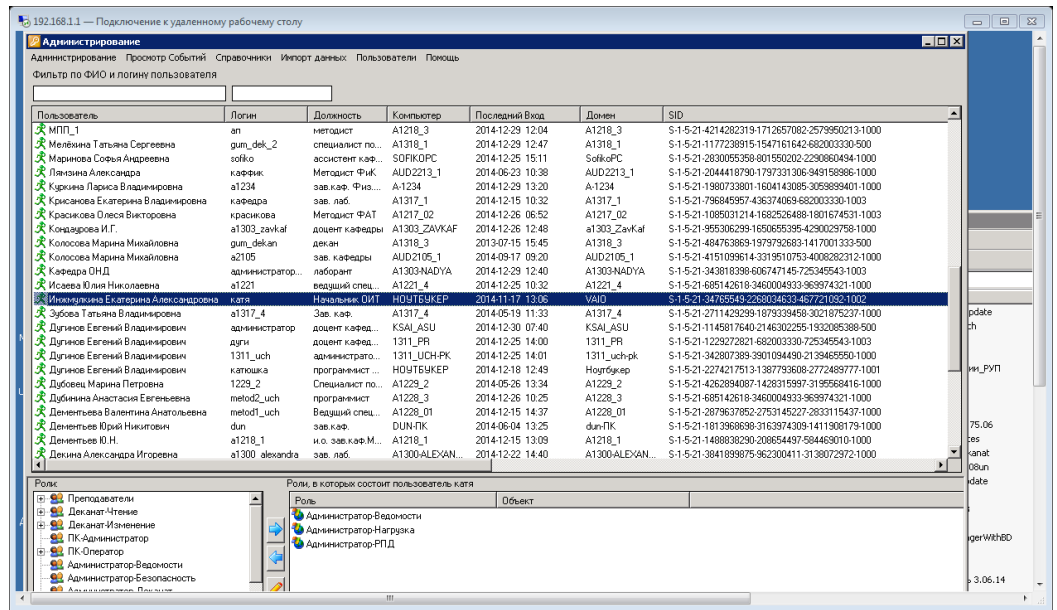 192.168.1.1 — Подключение к удаленному рабочему столу
Администрирование
Администрирование Просмотр Событий Справочники Импорт данных Пользователи Помощь
Фильтр по ФИО и логину пользователя
Пользователь Логин Должность Компьютер Последний Вход Домен SID
МПП_1 an методист A1218_3 2014-12-29 12:04 A1218_3 S-1-5-21-4214282319-1712657082-2579950213-1000
Мелёхина Татьяна Сергеевна gum_dek_2 специалист по... A1318_1 2014-12-29 12:47 A1318_1 S-1-5-21-1177238915-1547161642-682003330-500
Маринова Софья Андреевна sofiko ассистент каф... SOFIKOPC 2014-12-25 15:11 SofikoPC S-1-5-21-2830055358-801550202-2290860494-1000
Лямзина Александра каффик Методист ФиК AUD2213_1 2014-06-23 10:38 AUD2213_1 S-1-5-21-2044418790-1797331306-949158986-1000
Куркина Лариса Владимировна a1234 зав.каф. Физ.... A-1234 2014-12-29 13:20 A-1234 S-1-5-21-1980733801-1604143085-3059899401-1000
Крисанова Екатерина Владимировна кафедра зав. лаб. A1317_1 2014-12-15 10:32 A1317_1 S-1-5-21-796845957-436374069-682003330-1003
Красикова Олеся Викторовна красикова Методист ФАТ A1217_02 2014-12-26 06:52 A1217_02 S-1-5-21-1085031214-1682526488-1801674531-1003
Кондаурова И.Г. a1303_zavkaf доцент кафедры A1303_ZAVKAF 2014-12-26 12:48 a1303_ZavKaf S-1-5-21-955306299-1650655395-4290029758-1000
Колосова Марина Михайловна gum_dekan декан A1318_3 2013-07-15 15:45 A1318_3 S-1-5-21-484763869-1979792683-1417001333-500
Колосова Марина Михайловна a2105 зав. кафедры AUD2105_1 2014-09-17 09:20 AUD2105_1 S-1-5-21-4151099614-3319510753-4008282312-1000
Кафедра ОНД администратор... лаборант A1303-NADYA 2014-12-29 12:40 A1303-NADYA S-1-5-21-343818398-606747145-725345543-1003
Исаева Юлия Николаевна a1221 ведущий спец... A1221_4 2014-12-25 10:32 A1221_4 S-1-5-21-685142618-3460004933-969974321-1000
Инжмулкина Екатерина Александровна катя Начальник ОИТ НОУТБУКЕР 2014-11-17 13:06 VAIO S-1-5-21-34765549-2268034633-467721092-1002
Зубова Татьяна Владимировна a1317_4 Зав. каф. A1317_4 2014-05-19 11:33 A1317_4 S-1-5-21-2711429299-1879339458-3021875237-1000
Дугинов Евгений Владимирович администратор доцент кафед... KSAI_ASU 2014-12-30 07:40 KSAI_ASU S-1-5-21-1145817640-2146302255-1932085388-500
Дугинов Евгений Владимирович дуги доцент кафед... 1311_PR 2014-12-25 14:00 1311_PR S-1-5-21-1229272821-682003330-725345543-1003
Дугинов Евгений Владимирович 1311_uch администрато... 1311_UCH-PK 2014-12-25 14:01 1311_uch-pk S-1-5-21-342807389-3901094490-2139465550-1000
Дугинов Евгений Владимирович катюшка программист ... НОУТБУКЕР 2014-12-18 12:49 Ноутбукер S-1-5-21-2274217513-1387793608-2772489777-1001
Дубовец Марина Петровна 1229_2 Специалист по... A1229_2 2014-05-26 13:34 A1229_2 S-1-5-21-4262894087-1428315997-3195568416-1000
Дубинина Анастасия Евгеньевна metod2_uch программист A1228_3 2014-12-26 10:25 A1228_3 S-1-5-21-685142618-3460004933-969974321-1000
Дементьева Валентина Анатольевна metod1_uch Ведущий спец... A1228_01 2014-12-15 14:37 A1228_01 S-1-5-21-2879637852-2753145227-2833115437-1000
Дементьев Юрий Никитович dun зав.каф. DUN-ПК 2014-06-04 13:25 dun-ПК S-1-5-21-1813968698-3163974309-1411908179-1000
Дементьев Ю.Н. a1218_1 и.о. зав.каф.М... A1218_1 2014-12-15 13:09 A1218_1 S-1-5-21-1488838290-208654497-584469010-1000
Декина Александра Игоревна a1300_alexandra зав. лаб. A1300-ALEXAN... 2014-12-22 14:40 A1300-ALEXAN... S-1-5-21-3841899875-962300411-3138072972-1000
Роли: Роли, в которых состоит пользователь катя
Роль Объект
Преподаватели
Деканат-Чтение
Деканат-Изменение
ПК-Администратор
ПК-Оператор
Администратор-Ведомости
Администратор-Безопасность
Администратор-Деканат
Администратор-Ведомости
Администратор-Нагрузка
Администратор-РПД
pdate
ch
ии_РУП
75.06
ces
kanat
08un
date
gerWithBD
3.06.14